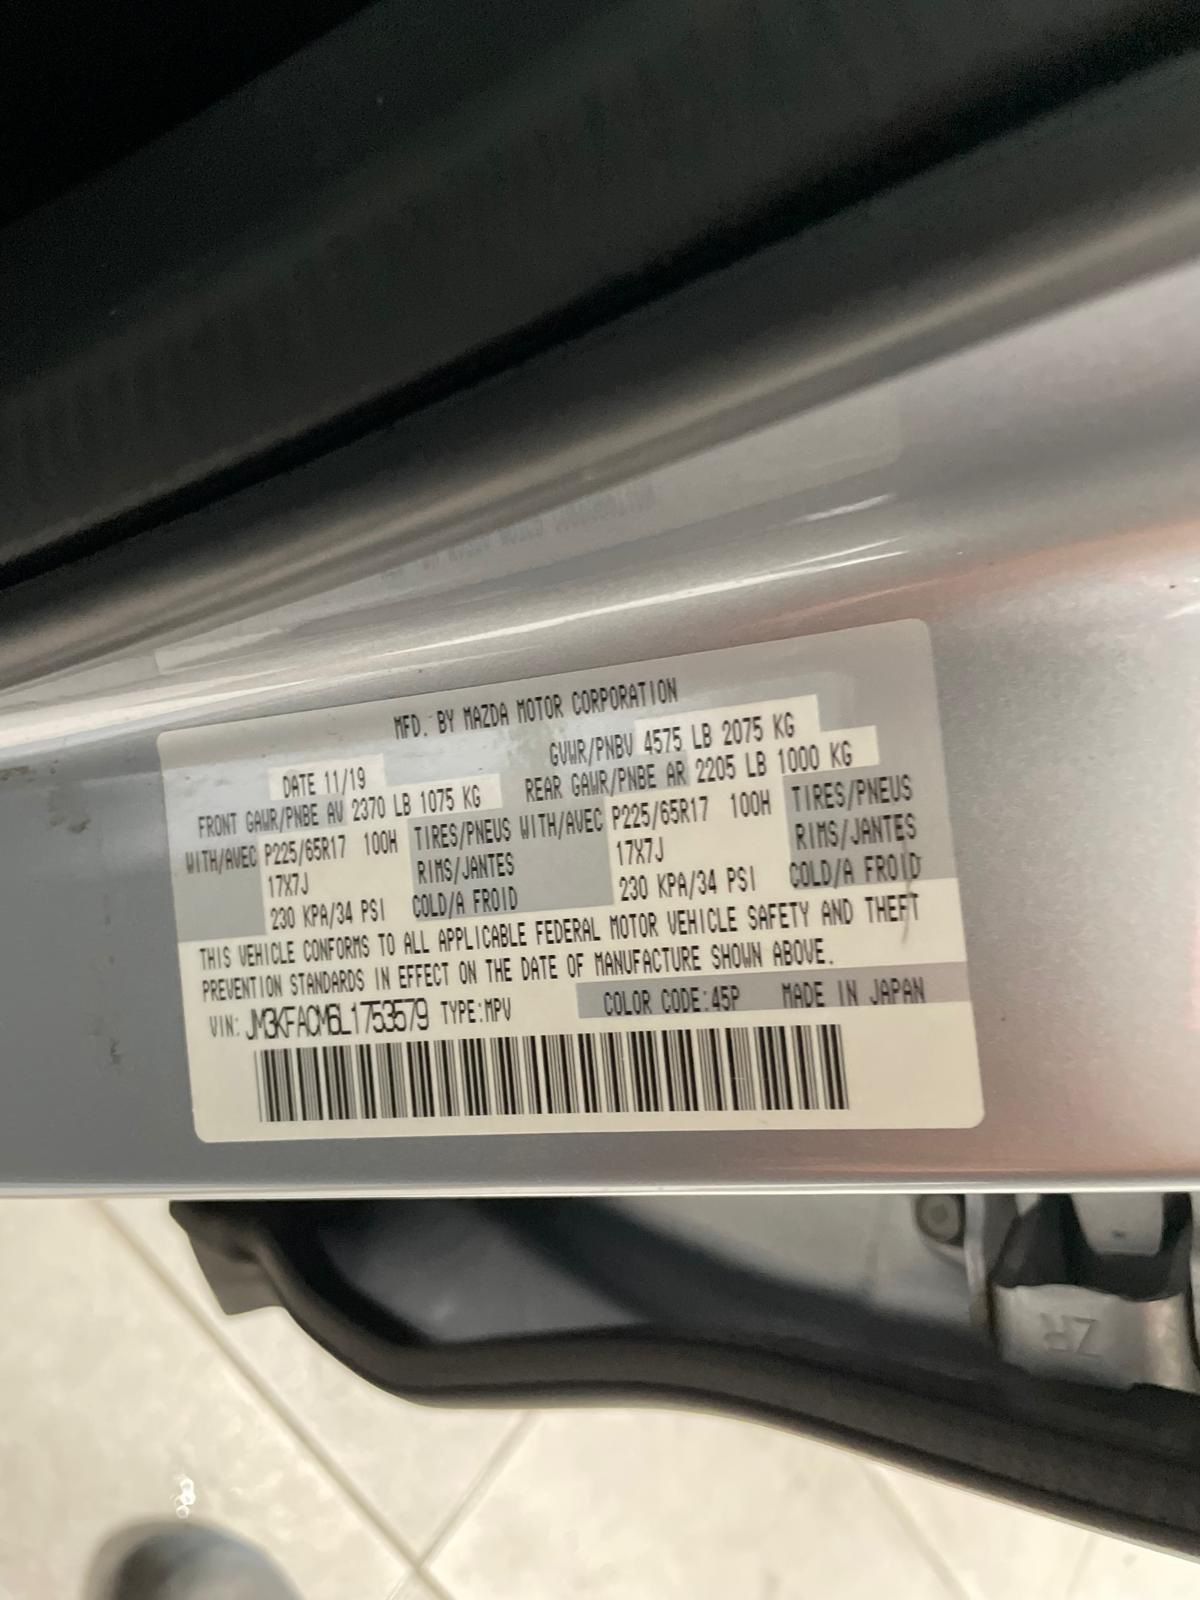 MFD. BY MAZDA MOTOR CORPORATION
DATE 11/19 GVWR/PNBV 4575 LB 2075 KG
FRONT GAWR/PNBE AV 2370 LB 1075 KG REAR GAWR/PNBE AR 2205 LB 1000 KG
WITH/AVEC P225/65R17 100H TIRES/PNEUS WITH/AVEC P225/65R17 100H TIRES/PNEUS
17X7J RIMS/JANTES 17X7J RIMS/JANTES
230 KPA/34 PSI COLD/A FROID 230 KPA/34 PSI COLD/A FROID
THIS VEHICLE CONFORMS TO ALL APPLICABLE FEDERAL MOTOR VEHICLE SAFETY AND THEFT
PREVENTION STANDARDS IN EFFECT ON THE DATE OF MANUFACTURE SHOWN ABOVE.
VIN: JM3KFACM6L1753579 TYPE:MPV COLOR CODE:45P MADE IN JAPAN